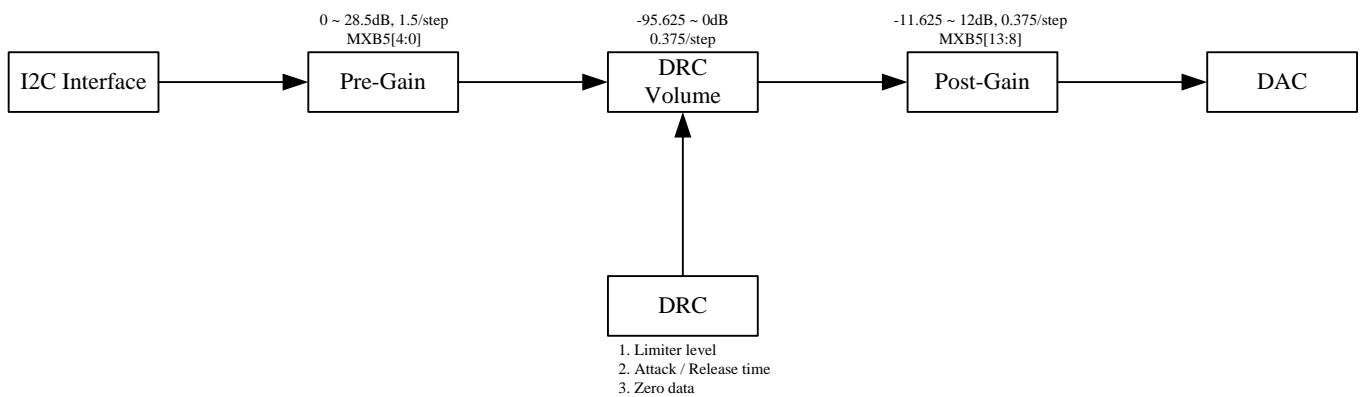 0 ~ 28.5dB, 1.5/step
MXB5[4:0]
-95.625 ~ 0dB
0.375/step
-11.625 ~ 12dB, 0.375/step
MXB5[13:8]
I2C Interface
Pre-Gain
DRC
Volume
Post-Gain
DAC
DRC
1. Limiter level
2. Attack / Release time
3. Zero data